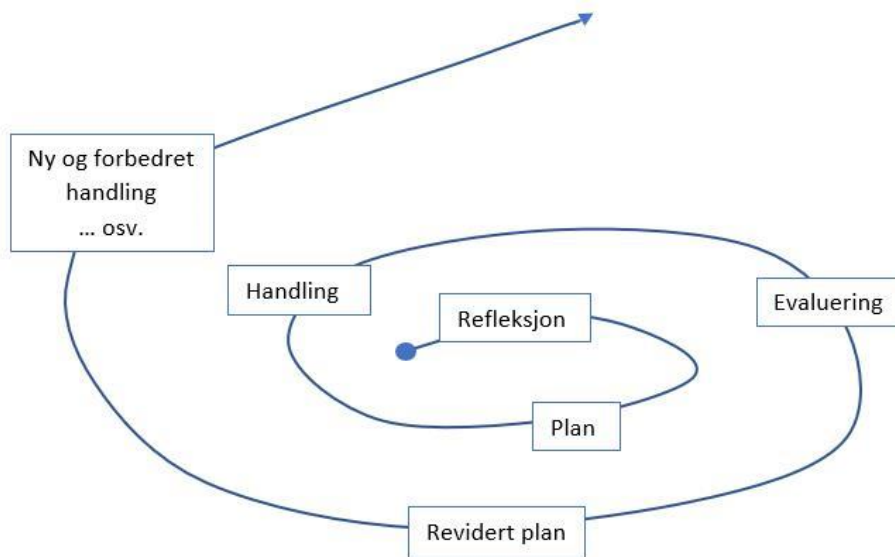 Ny og forbedret
handling
... osv.
Handling
Refleksjon
Evaluering
Plan
Revidert plan